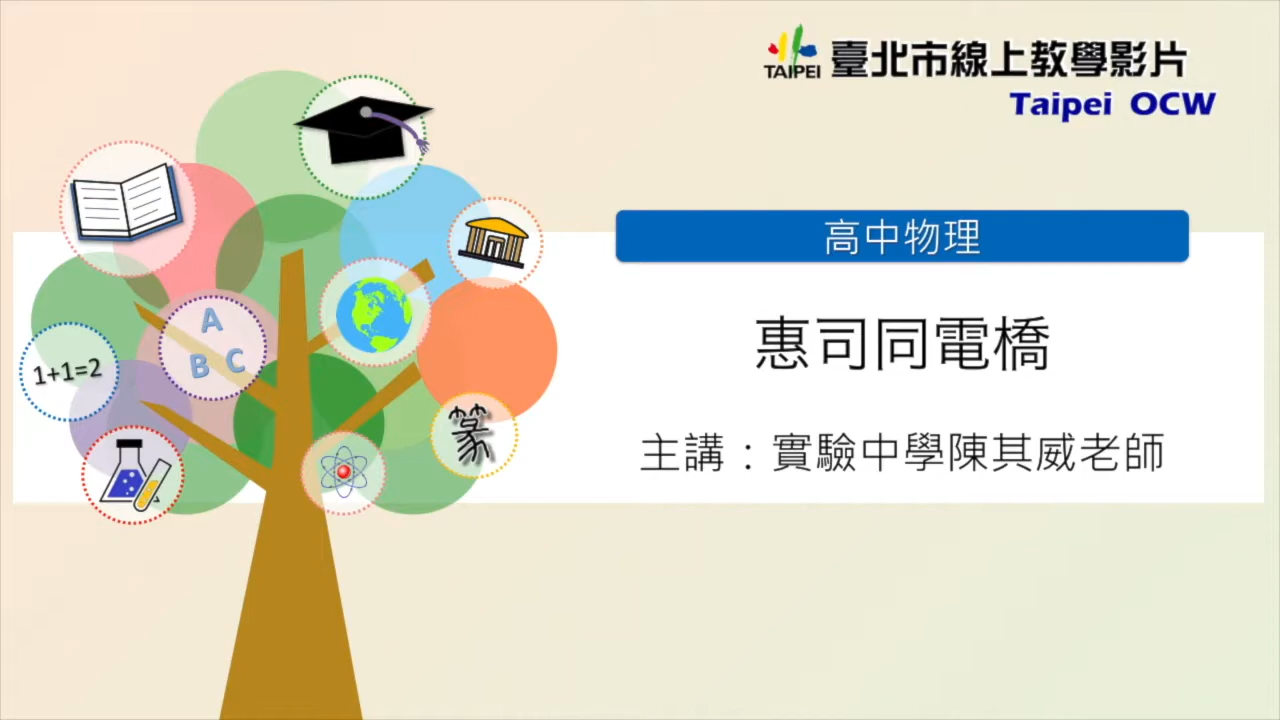 TAIPEI 臺北市線上教學影片
Taipei OCW
高中物理
惠司同電橋
主講：實驗中學陳其威老師
A
B C
1+1=2
篆